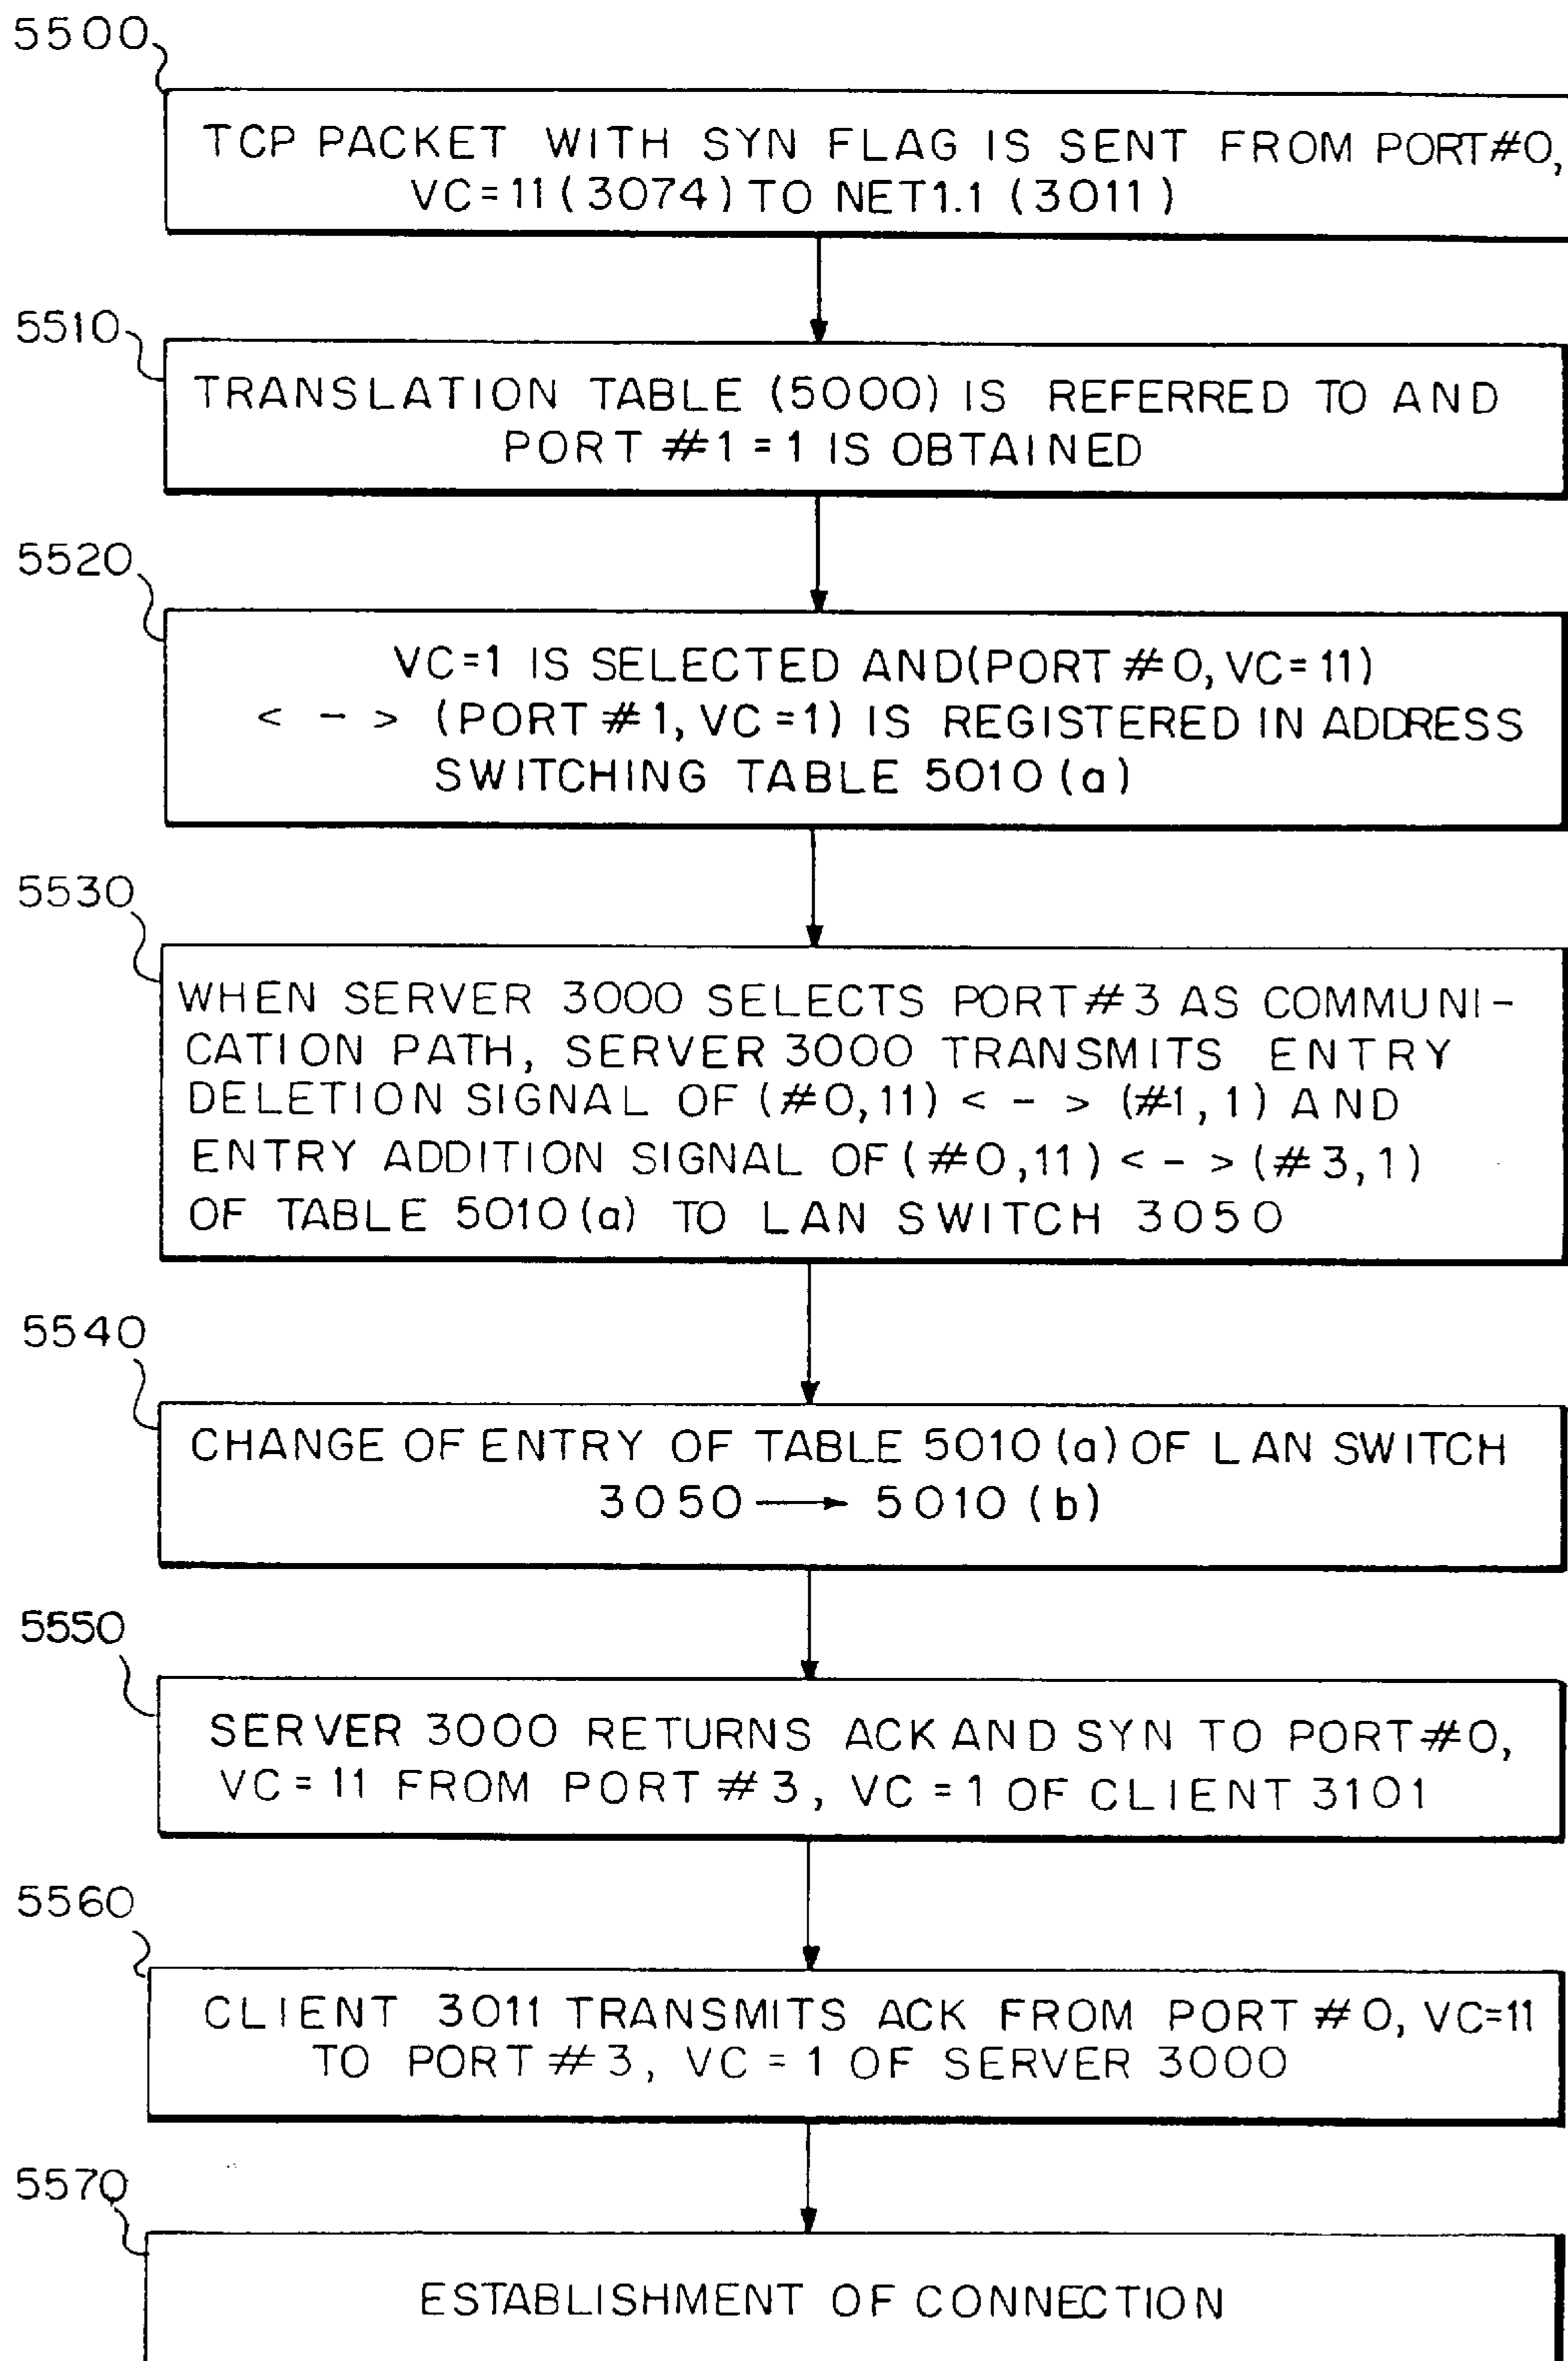 5500
TCP PACKET WITH SYN FLAG IS SENT FROM PORT#0,
VC=11(3074) TO NET1.1 (3011)
5510
TRANSLATION TABLE (5000) IS REFERRED TO AND
PORT #1 = 1 IS OBTAINED
5520
VC=1 IS SELECTED AND(PORT #0, VC=11)
< - > (PORT #1, VC=1) IS REGISTERED IN ADDRESS
SWITCHING TABLE 5010(a)
5530
WHEN SERVER 3000 SELECTS PORT#3 AS COMMUNI-
CATION PATH, SERVER 3000 TRANSMITS ENTRY
DELETION SIGNAL OF (#0,11) < - > (#1,1) AND
ENTRY ADDITION SIGNAL OF (#0,11) < - > (#3,1)
OF TABLE 5010(a) TO LAN SWITCH 3050
5540
CHANGE OF ENTRY OF TABLE 5010(a) OF LAN SWITCH
3050 → 5010 (b)
5550
SERVER 3000 RETURNS ACK AND SYN TO PORT#0,
VC=11 FROM PORT #3, VC=1 OF CLIENT 3101
5560
CLIENT 3011 TRANSMITS ACK FROM PORT #0, VC=11
TO PORT #3, VC=1 OF SERVER 3000
5570
ESTABLISHMENT OF CONNECTION